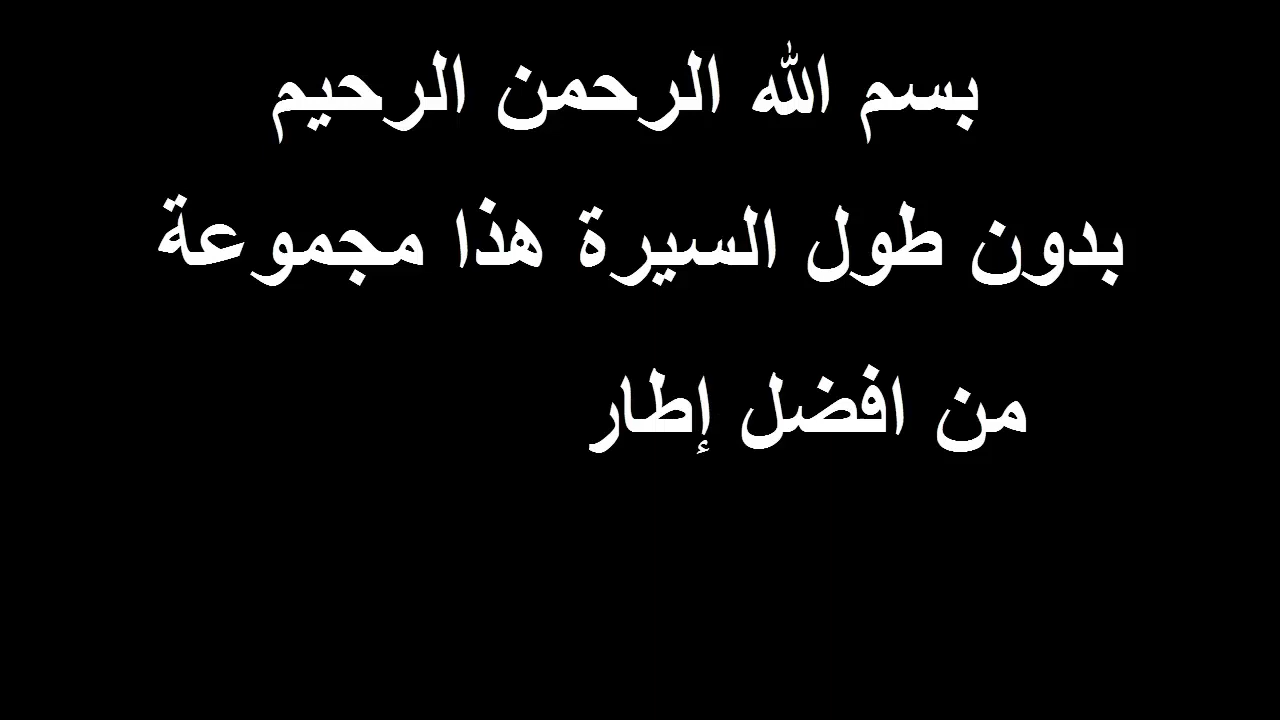 بسم الله الرحمن الرحيم
بدون طول السيرة هذا مجموعة
من افضل إطار